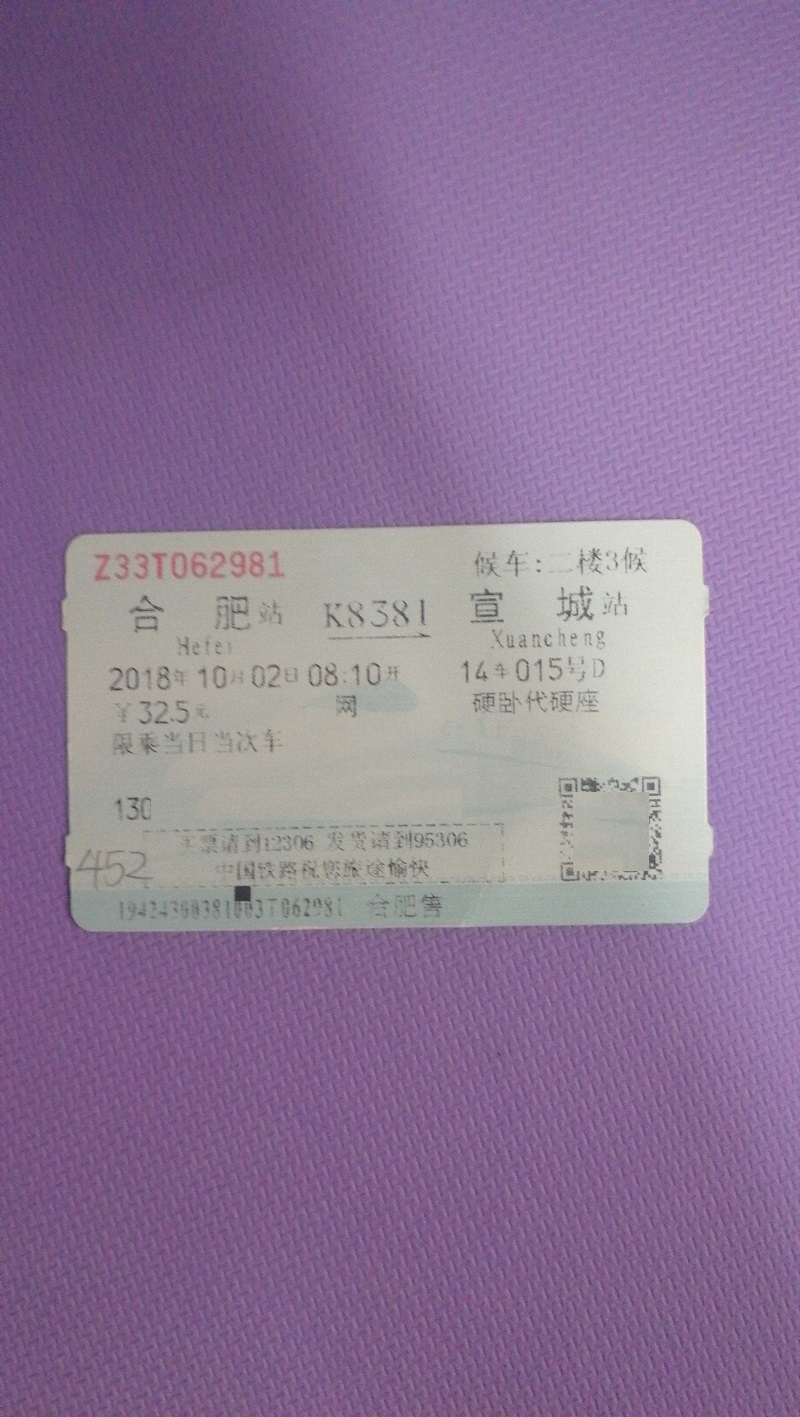 Z33T062981 候车:二楼3候
合肥站 K8381 宣城站
Hefei Xuancheng
2018年10月02日08:10开 14车015号D
￥32.5元 网 硬卧代硬座
限乘当日当次车
130
买票请到12306 发货请到95306
中国铁路祝您旅途愉快
452
合肥售